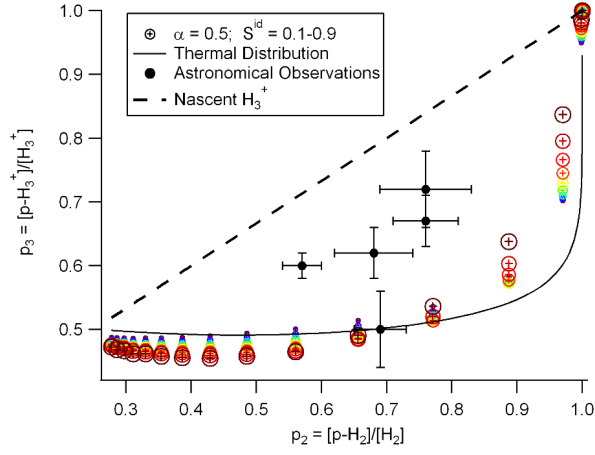 α = 0.5; S^id = 0.1-0.9
Thermal Distribution
Astronomical Observations
Nascent H₃⁺
p₃ = [p-H₃⁺]/[H₃⁺]
1.0
0.9
0.8
0.7
0.6
0.5
0.3 0.4 0.5 0.6 0.7 0.8 0.9 1.0
p₂ = [p-H₂]/[H₂]